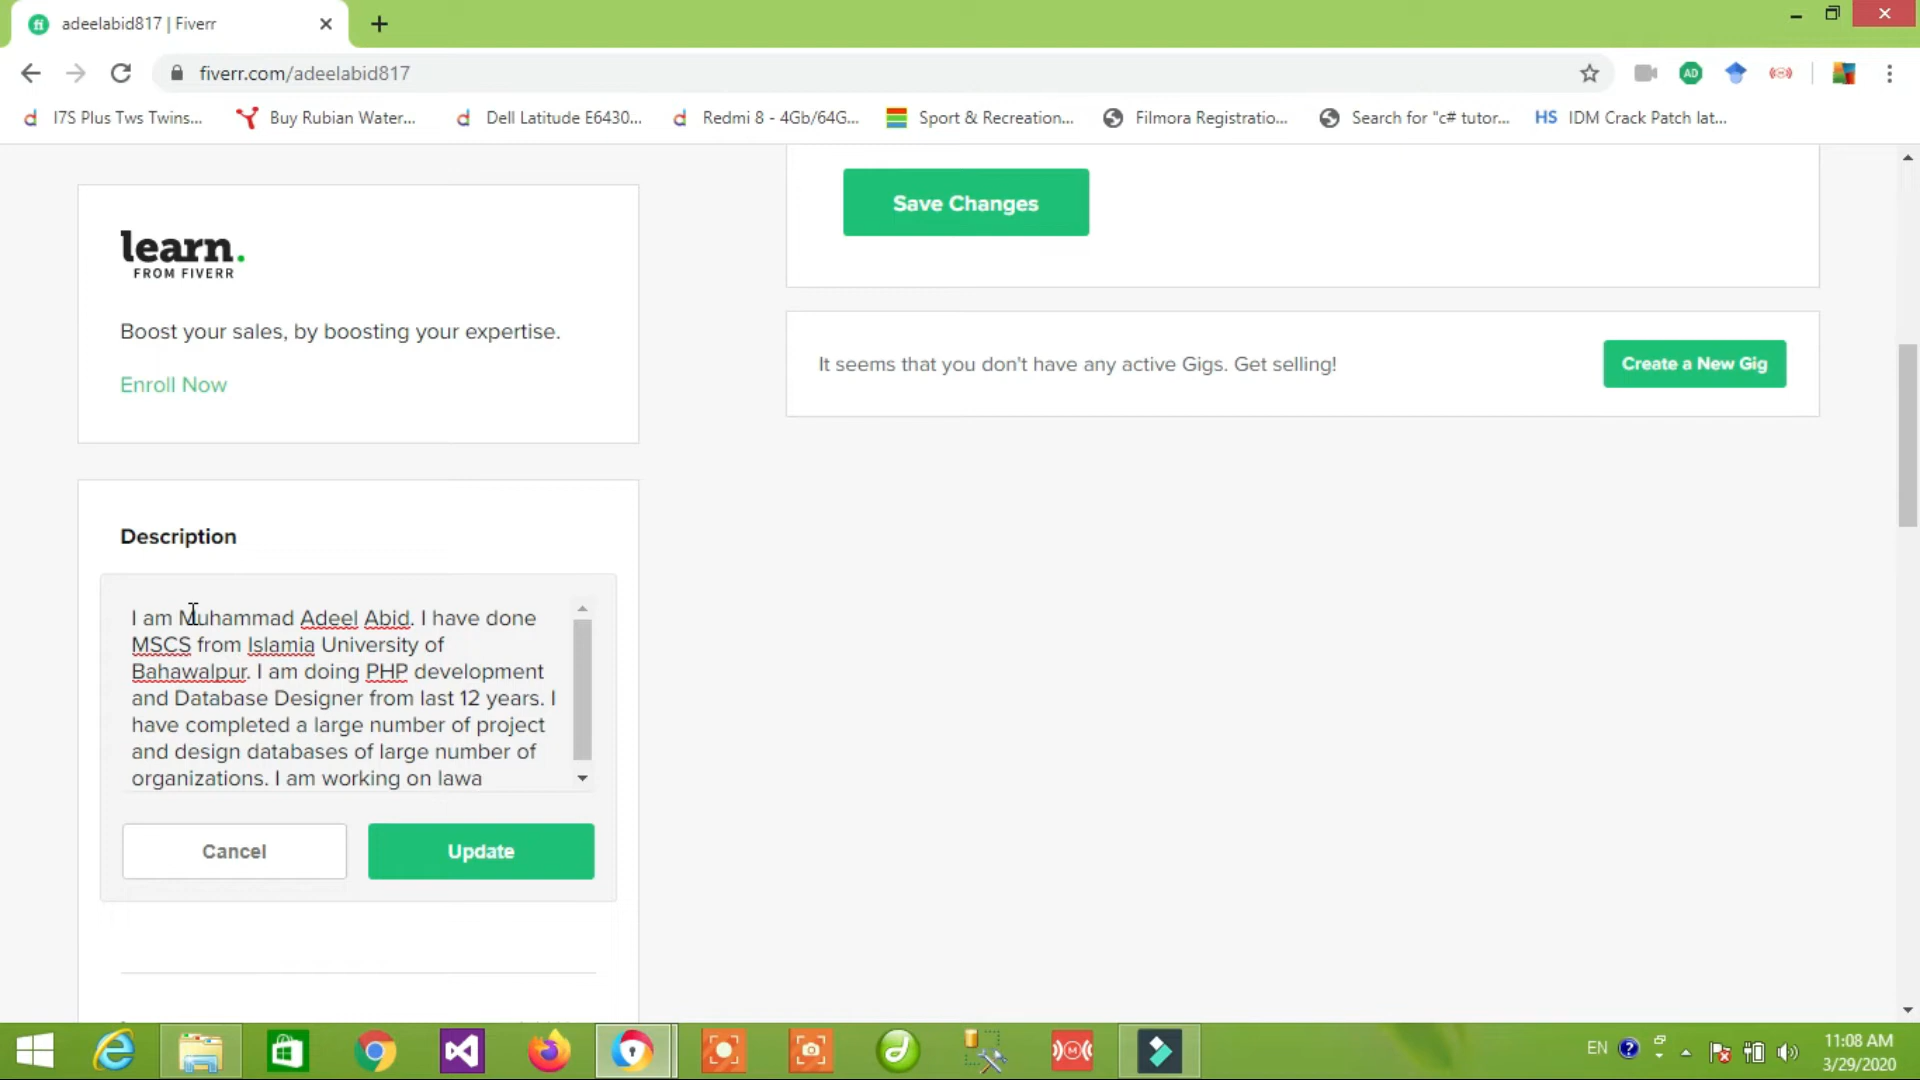 adeelabid817 | Fiverr
fiverr.com/adeelabid817
I7S Plus Tws Twins...
Buy Rubian Water...
Dell Latitude E6430...
Redmi 8 - 4Gb/64G...
Sport & Recreation...
Filmora Registratio...
Search for "c# tutor...
HS IDM Crack Patch lat...
Save Changes
learn.
FROM FIVERR
Boost your sales, by boosting your expertise.
Enroll Now
It seems that you don't have any active Gigs. Get selling!
Create a New Gig
Description
I am Muhammad Adeel Abid. I have done
MSCS from Islamia University of
Bahawalpur. I am doing PHP development
and Database Designer from last 12 years. I
have completed a large number of project
and design databases of large number of
organizations. I am working on lawa
Cancel
Update
EN
11:08 AM
3/29/2020